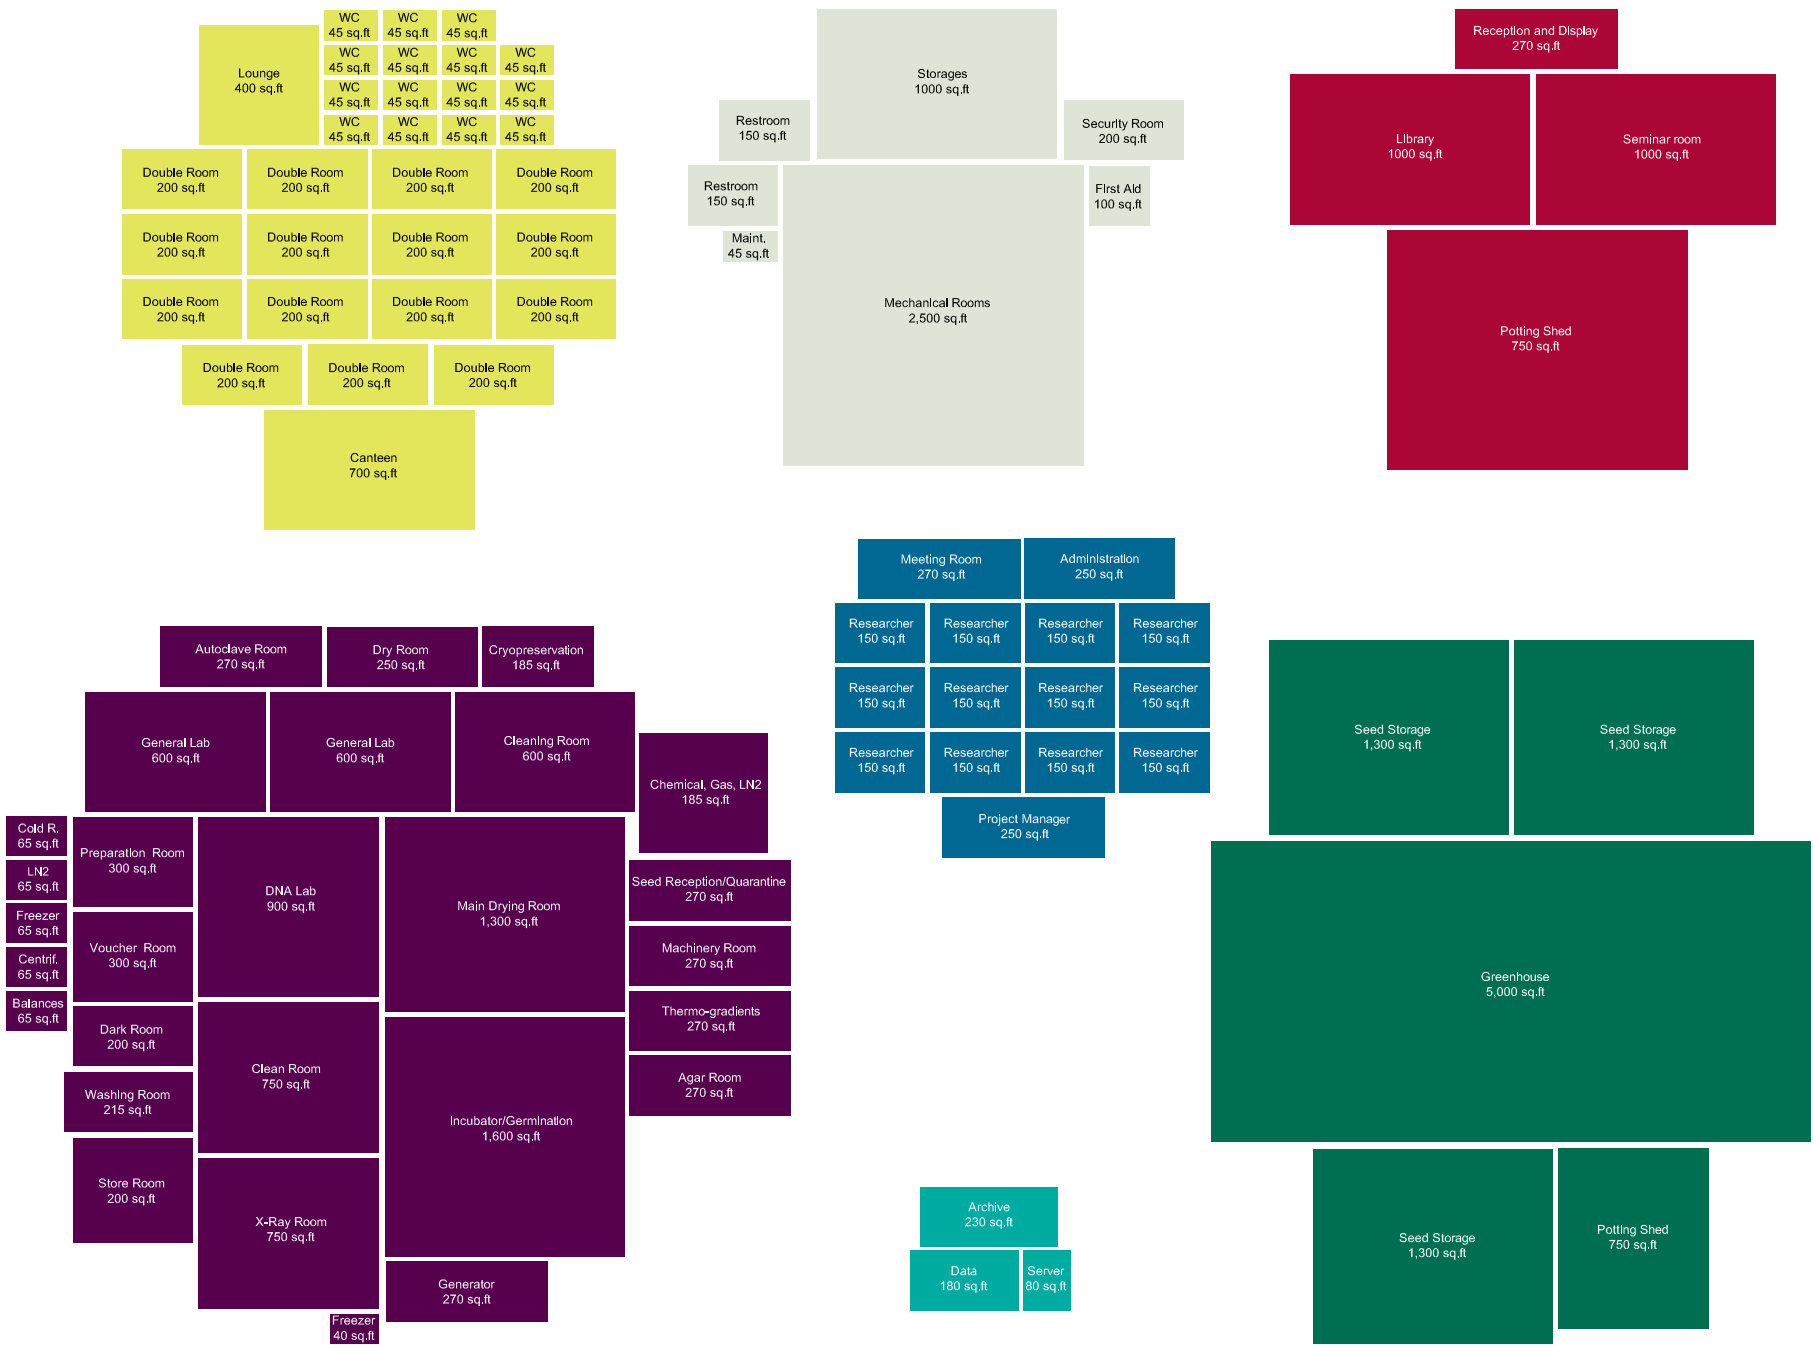 Lounge
400 sq.ft
WC
45 sq.ft
WC
45 sq.ft
WC
45 sq.ft
WC
45 sq.ft
WC
45 sq.ft
WC
45 sq.ft
WC
45 sq.ft
WC
45 sq.ft
WC
45 sq.ft
WC
45 sq.ft
WC
45 sq.ft
WC
45 sq.ft
WC
45 sq.ft
WC
45 sq.ft
WC
45 sq.ft
Double Room
200 sq.ft
Double Room
200 sq.ft
Double Room
200 sq.ft
Double Room
200 sq.ft
Double Room
200 sq.ft
Double Room
200 sq.ft
Double Room
200 sq.ft
Double Room
200 sq.ft
Double Room
200 sq.ft
Double Room
200 sq.ft
Double Room
200 sq.ft
Double Room
200 sq.ft
Double Room
200 sq.ft
Double Room
200 sq.ft
Double Room
200 sq.ft
Canteen
700 sq.ft
Storages
1000 sq.ft
Restroom
150 sq.ft
Security Room
200 sq.ft
Restroom
150 sq.ft
First Aid
100 sq.ft
Maint.
45 sq.ft
Mechanical Rooms
2,500 sq.ft
Reception and Display
270 sq.ft
Library
1000 sq.ft
Seminar room
1000 sq.ft
Potting Shed
750 sq.ft
Autoclave Room
270 sq.ft
Dry Room
250 sq.ft
Cryopreservation
185 sq.ft
General Lab
600 sq.ft
General Lab
600 sq.ft
Cleaning Room
600 sq.ft
Chemical, Gas, LN2
185 sq.ft
Cold R.
65 sq.ft
LN2
65 sq.ft
Freezer
65 sq.ft
Centrif.
65 sq.ft
Balances
65 sq.ft
Preparation Room
300 sq.ft
Voucher Room
300 sq.ft
Dark Room
200 sq.ft
Washing Room
215 sq.ft
Store Room
200 sq.ft
DNA Lab
900 sq.ft
Clean Room
750 sq.ft
X-Ray Room
750 sq.ft
Freezer
40 sq.ft
Main Drying Room
1,300 sq.ft
Incubator/Germination
1,600 sq.ft
Generator
270 sq.ft
Seed Reception/Quarantine
270 sq.ft
Machinery Room
270 sq.ft
Thermo-gradients
270 sq.ft
Agar Room
270 sq.ft
Meeting Room
270 sq.ft
Administration
250 sq.ft
Researcher
150 sq.ft
Researcher
150 sq.ft
Researcher
150 sq.ft
Researcher
150 sq.ft
Researcher
150 sq.ft
Researcher
150 sq.ft
Researcher
150 sq.ft
Researcher
150 sq.ft
Researcher
150 sq.ft
Researcher
150 sq.ft
Researcher
150 sq.ft
Researcher
150 sq.ft
Project Manager
250 sq.ft
Archive
230 sq.ft
Data
180 sq.ft
Server
80 sq.ft
Seed Storage
1,300 sq.ft
Seed Storage
1,300 sq.ft
Greenhouse
5,000 sq.ft
Seed Storage
1,300 sq.ft
Potting Shed
750 sq.ft